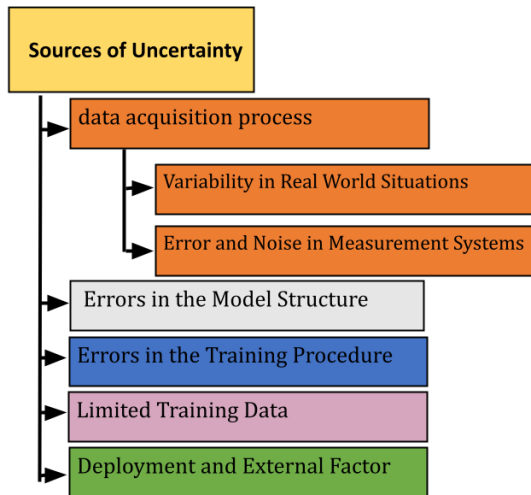 Sources of Uncertainty
data acquisition process
Variability in Real World Situations
Error and Noise in Measurement Systems
Errors in the Model Structure
Errors in the Training Procedure
Limited Training Data
Deployment and External Factor